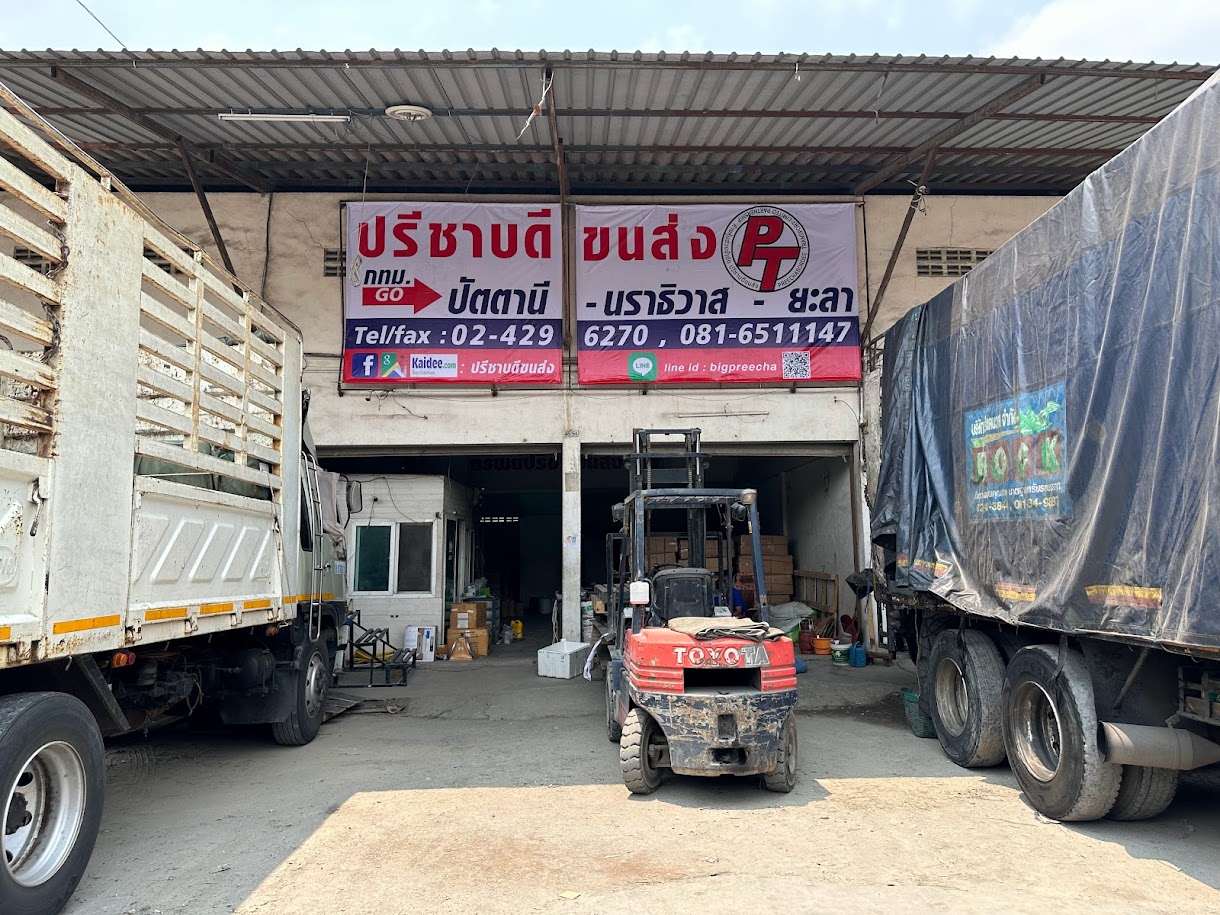 ปรีชาบดี ขนส่ง
PT
กทม. GO ปัตตานี - นราธิวาส - ยะลา
Tel/fax : 02-429 6270 , 081-6511147
f Kaidee.com : ปรีชาบดีขนส่ง
LINE line id : bigpreecha
TOYOTA